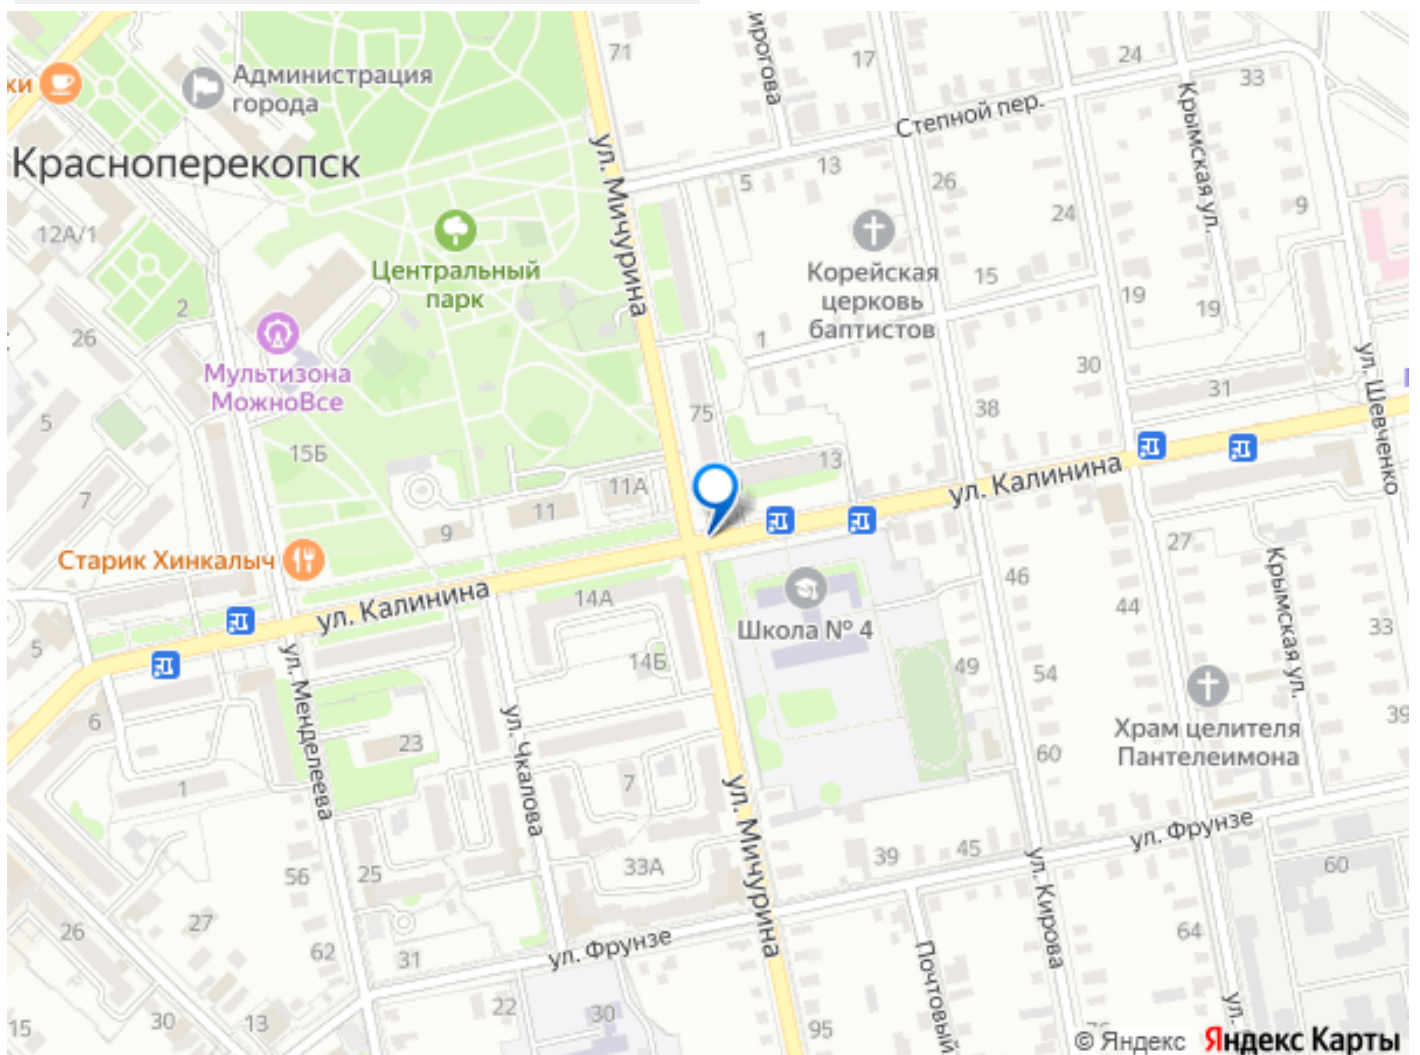 71
17
24
33
ки
Администрация
города
ул. Мичурина
Степной пер.
Крымская ул.
Красноперекопск
5
13
26
24
9
12А/1
Центральный
парк
Корейская
церковь
баптистов
15
19
19
2
26
1
30
31
ул. Шевченко
Мультизона
МожноВсе
75
38
5
15Б
13
7
11А
11
9
ул. Калинина
Старик Хинкалыч
27
Крымская ул.
ул. Калинина
14А
46
44
Школа № 4
33
5
14Б
49
54
ул. Менделеева
ул. Чкалова
6
23
39
Храм целителя
Пантелеимона
1
7
60
ул. Мичурина
ул. Фрунзе
33А
39
45
60
56
25
ул. Кирова
27
26
62
31
ул. Фрунзе
Почтовый
64
22
30
15
30
13
95
ул.
© Яндекс Яндекс Карты